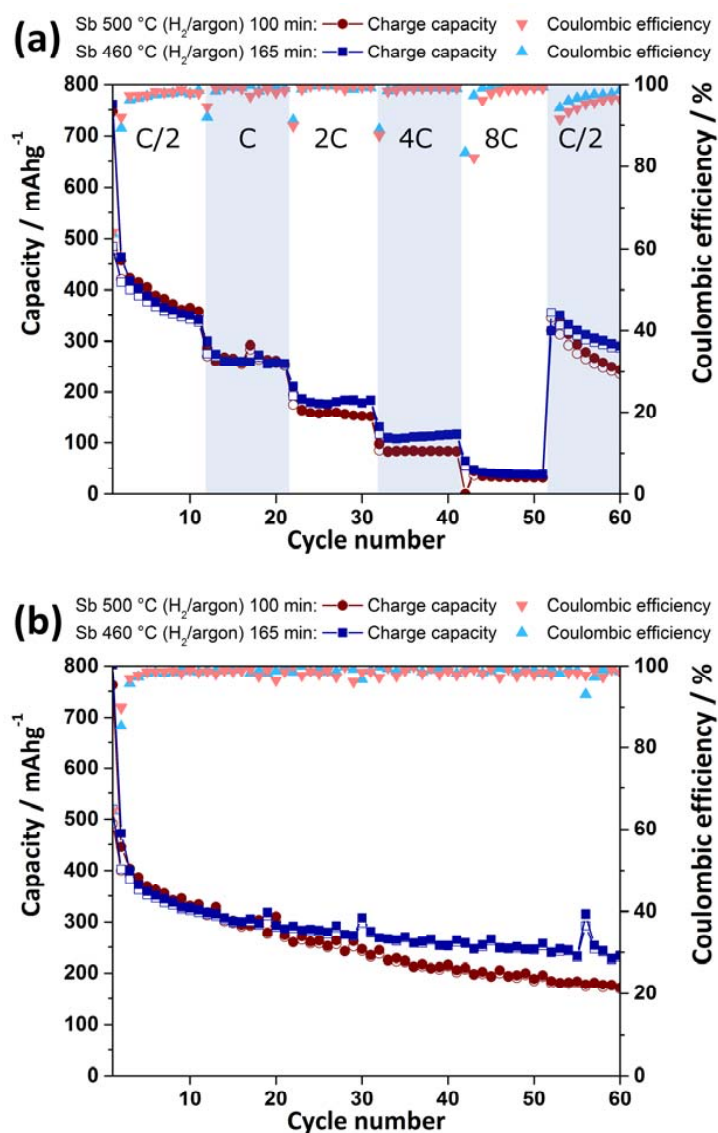 (a)
Sb 500 °C (H₂/argon) 100 min: Charge capacity Coulombic efficiency
Sb 460 °C (H₂/argon) 165 min: Charge capacity Coulombic efficiency
Capacity / mAhg⁻¹
800
700
600
500
400
300
200
100
0
C/2 C 2C 4C 8C C/2
100
80
60
40
20
0
Coulombic efficiency / %
10 20 30 40 50 60
Cycle number
(b)
Sb 500 °C (H₂/argon) 100 min: Charge capacity Coulombic efficiency
Sb 460 °C (H₂/argon) 165 min: Charge capacity Coulombic efficiency
Capacity / mAhg⁻¹
800
700
600
500
400
300
200
100
0
100
80
60
40
20
0
Coulombic efficiency / %
10 20 30 40 50 60
Cycle number